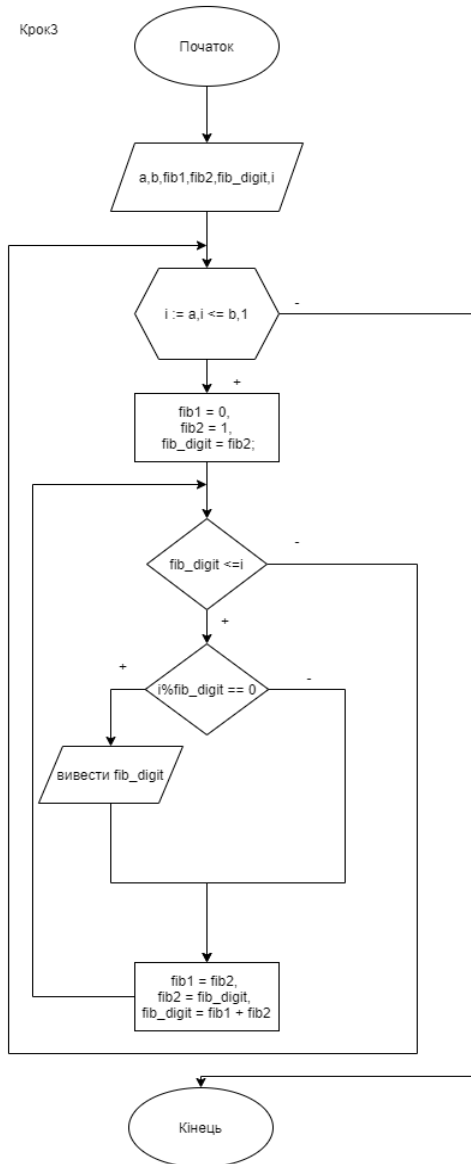 Крок3
Початок
a,b,fib1,fib2,fib_digit,i
i := a,i <= b,1
-
+
fib1 = 0,
fib2 = 1,
fib_digit = fib2;
fib_digit <=i
-
+
i%fib_digit == 0
+
-
вивести fib_digit
fib1 = fib2,
fib2 = fib_digit,
fib_digit = fib1 + fib2
Кінець